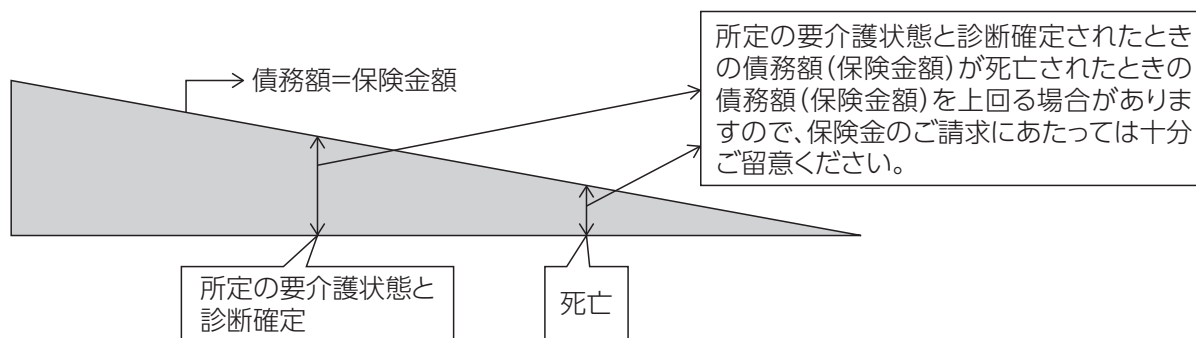 債務額＝保険金額
所定の要介護状態と診断確定されたとき
の債務額(保険金額)が死亡されたときの
債務額(保険金額)を上回る場合がありま
すので、保険金のご請求にあたっては十分
ご留意ください。
所定の要介護状態と
診断確定
死亡